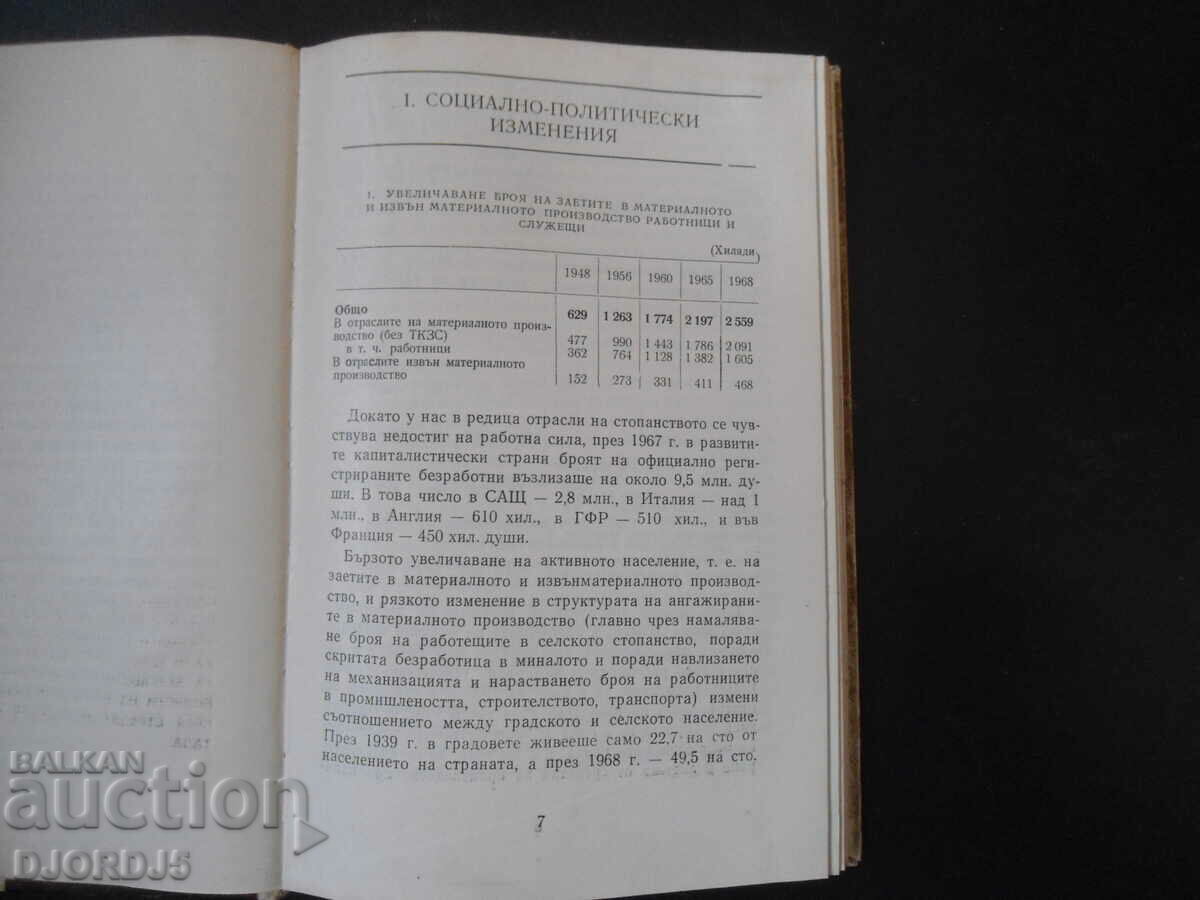 I. СОЦИАЛНО-ПОЛИТИЧЕСКИ
ИЗМЕНЕНИЯ
1. УВЕЛИЧАВАНЕ БРОЯ НА ЗАЕТИТЕ В МАТЕРИАЛНОТО
И ИЗВЪН МАТЕРИАЛНОТО ПРОИЗВОДСТВО РАБОТНИЦИ И
СЛУЖЕЩИ
(Хиляди)
1948 1956 1960 1965 1968
Общо 629 1 263 1 774 2 197 2 559
В отраслите на материалното произ-
водство (без ТКЗС) 477 990 1 443 1 786 2 091
в т. ч. работници 362 764 1 128 1 382 1 605
В отраслите извън материалното
производство 152 273 331 411 468
Докато у нас в редица отрасли на стопанството се чув-
ствува недостиг на работна сила, през 1967 г. в развити-
те капиталистически страни броят на официално реги-
стрираните безработни възлизаше на около 9,5 млн. ду-
ши. В това число в САЩ — 2,8 млн., в Италия — над 1
млн., в Англия — 610 хил., в ГФР — 510 хил., и във
Франция — 450 хил. души.
Бързото увеличаване на активното население, т. е. на
заетите в материалното и извънматериалното производ-
ство, и рязкото изменение в структурата на ангажирани-
те в материалното производство (главно чрез намалява-
не броя на работещите в селското стопанство, поради
скритата безработица в миналото и поради навлизането
на механизацията и нарастването броя на работниците
в промишлеността, строителството, транспорта) измени
съотношението между градското и селското население.
През 1939 г. в градовете живееше само 22,7 на сто от
населението на страната, а през 1968 г. — 49,5 на сто.
7
BALKAN
auction
DJORDJ5